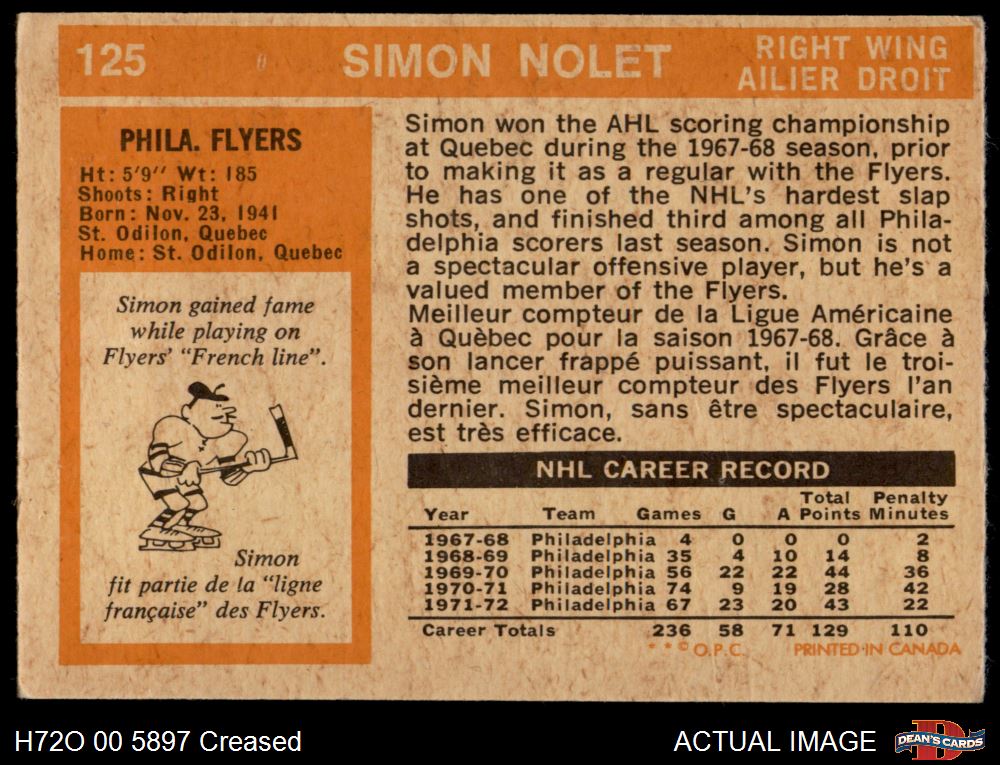 125
SIMON NOLET
RIGHT WING
AILIER DROIT
PHILA. FLYERS
Ht: 5'9'' Wt: 185
Shoots: Right
Born: Nov. 23, 1941
St. Odilon, Quebec
Home: St. Odilon, Quebec
Simon gained fame
while playing on
Flyers' "French line".
Simon
fit partie de la "ligne
française" des Flyers.
Simon won the AHL scoring championship
at Quebec during the 1967-68 season, prior
to making it as a regular with the Flyers.
He has one of the NHL's hardest slap
shots, and finished third among all Phila-
delphia scorers last season. Simon is not
a spectacular offensive player, but he's a
valued member of the Flyers.
Meilleur compteur de la Ligue Américaine
à Quèbec pour la saison 1967-68. Grâce à
son lancer frappé puissant, il fut le troi-
sième meilleur compteur des Flyers l'an
dernier. Simon, sans être spectaculaire,
est très efficace.
NHL CAREER RECORD
Year Team Games G A Total Points Penalty Minutes
1967-68 Philadelphia 4 0 0 0 2
1968-69 Philadelphia 35 4 10 14 8
1969-70 Philadelphia 56 22 22 44 36
1970-71 Philadelphia 74 9 19 28 42
1971-72 Philadelphia 67 23 20 43 22
Career Totals 236 58 71 129 110
* * © O.P.C. PRINTED IN CANADA
H72O 00 5897 Creased
ACTUAL IMAGE
DEAN'S CARDS